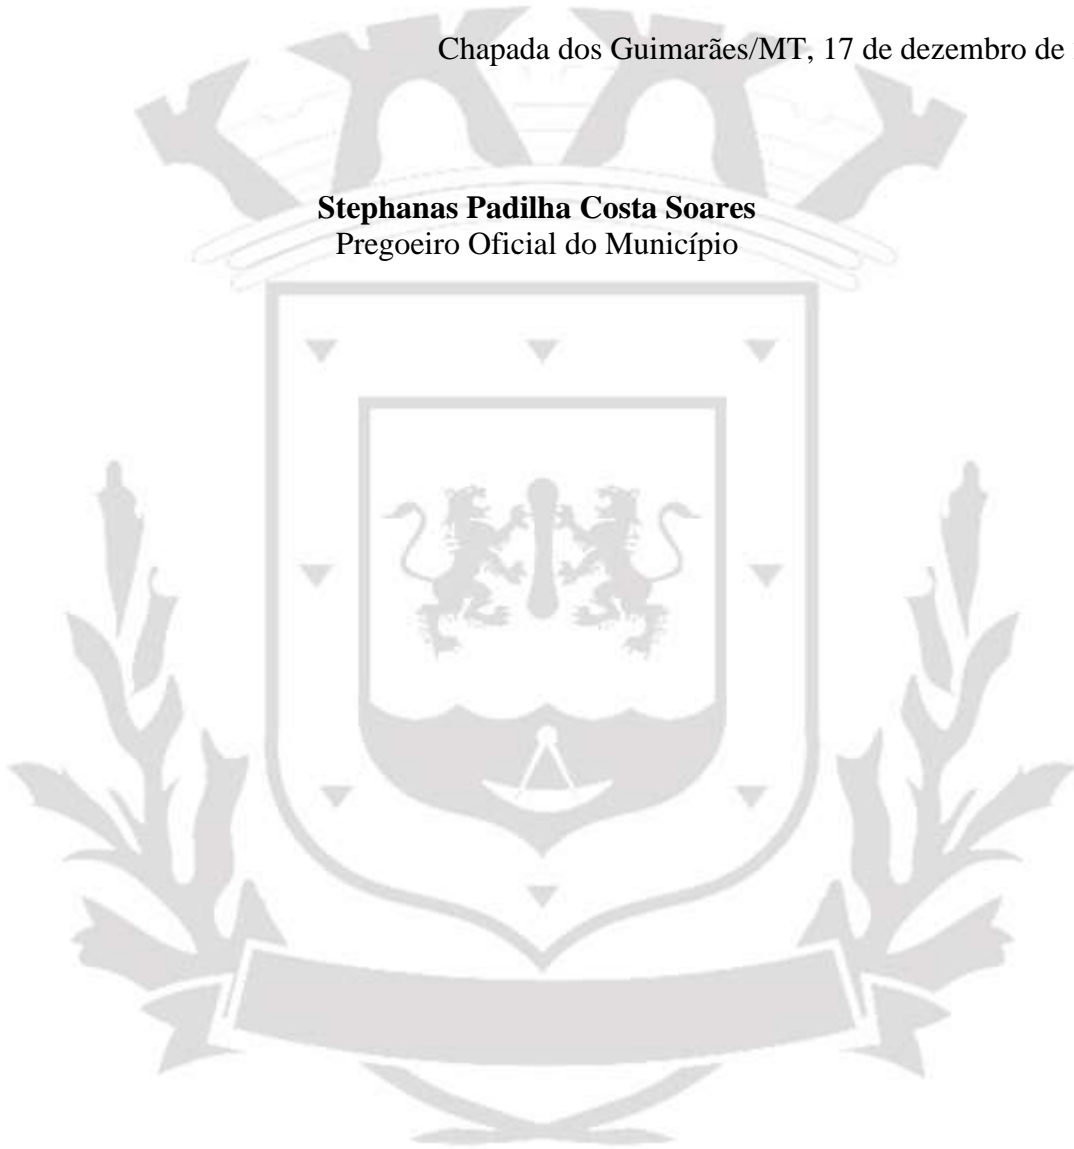 Chapada dos Guimarães/MT, 17 de dezembro de
Stephanas Padilha Costa Soares
Pregoeiro Oficial do Município